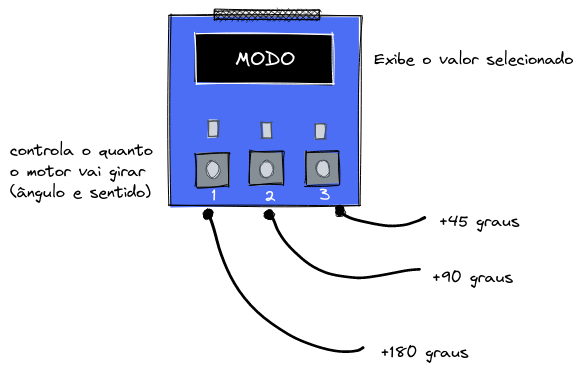 MODO
Exibe o valor selecionado
controla o quanto
o motor vai girar
(ângulo e sentido)
1 2 3
+45 graus
+90 graus
+180 graus